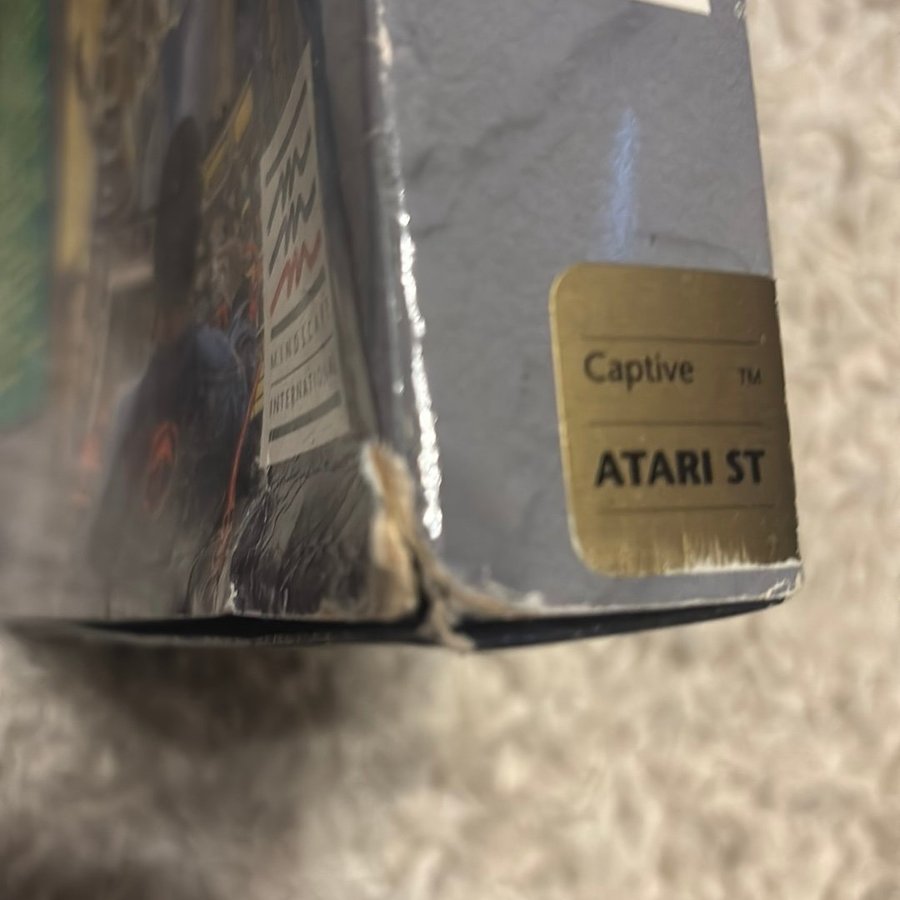 MINDSCAPE
INTERNATIONAL
Captive ™
ATARI ST